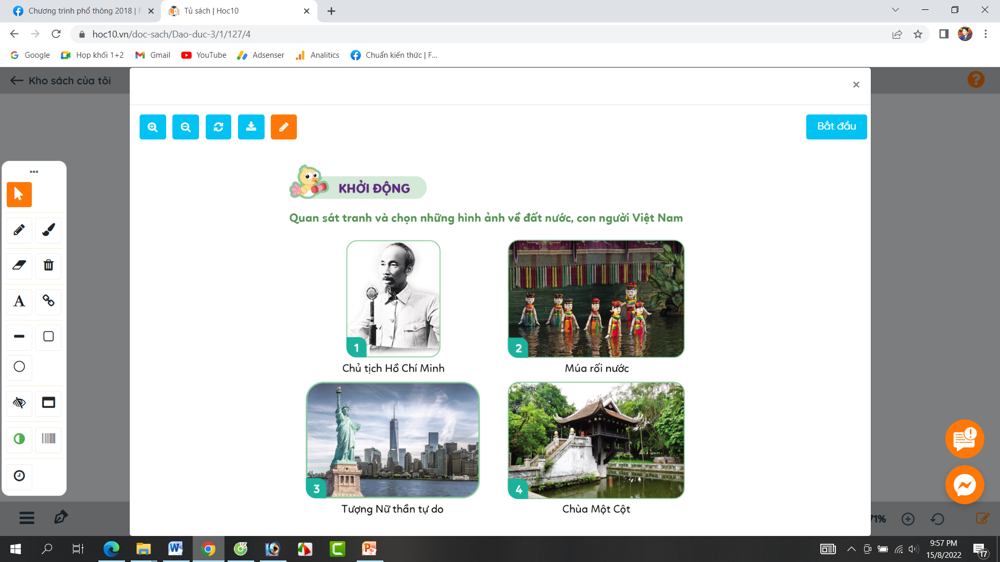 Chương trình phổ thông 2018 | F
Tủ sách | Hoc10
hoc10.vn/doc-sach/Dao-duc-3/1/127/4
Google
Họp khối 1+2
Gmail
YouTube
Adsenser
Analitics
Chuẩn kiến thức | F...
Kho sách của tôi
?
Bắt đầu
KHỞI ĐỘNG
Quan sát tranh và chọn những hình ảnh về đất nước, con người Việt Nam
1
2
Chủ tịch Hồ Chí Minh
Múa rối nước
3
4
Tượng Nữ thần tự do
Chùa Một Cột
A
71%
9:57 PM
15/8/2022
17